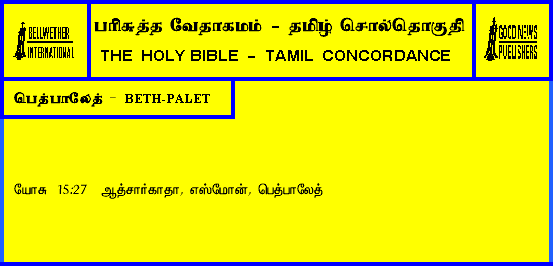 BELLWETHER
INTERNATIONAL
பரிசுத்த வேதாகமம் - தமிழ் சொல்தொகுதி
THE HOLY BIBLE - TAMIL CONCORDANCE
GOOD NEWS
PUBLISHERS
பெத்பாலேத் - BETH-PALET
யோசு 15:27 ஆத்சார்காதா, எஸ்மோன், பெத்பாலேத்